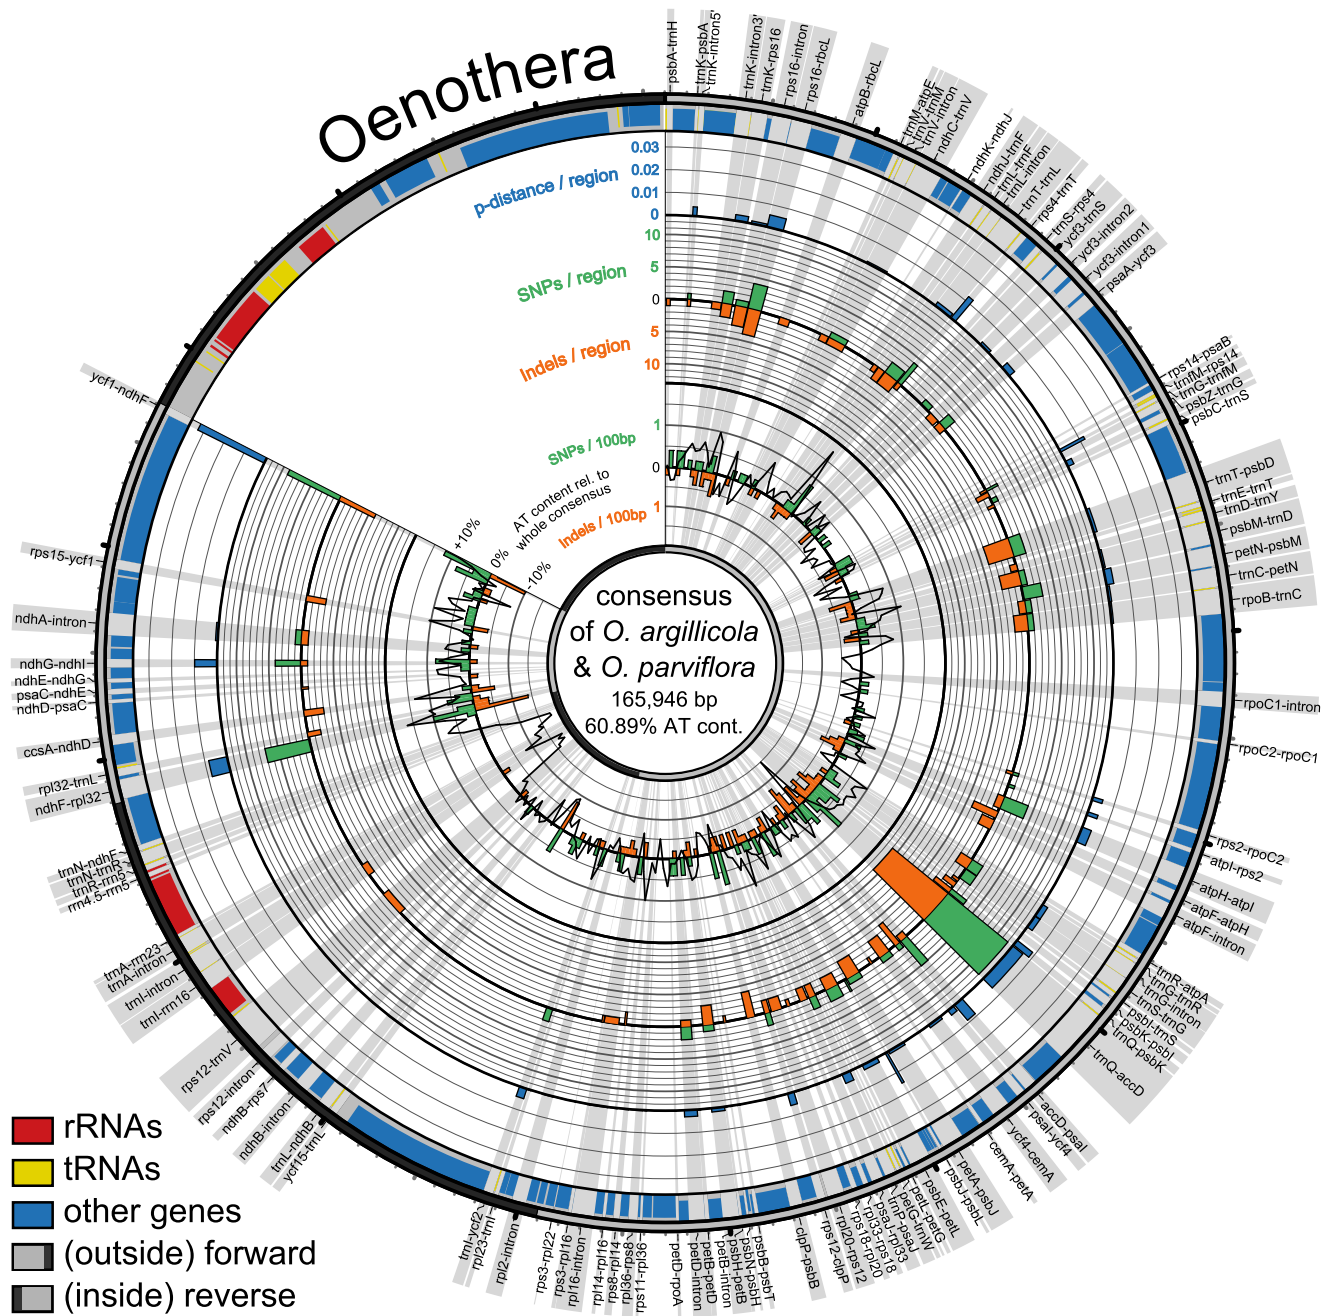 Oenothera
p-distance / region
0.03
0.02
0.01
0
SNPs / region
10
5
0
Indels / region
5
10
SNPs / 100bp
1
0
AT content rel. to
whole consensus
Indels / 100bp
1
+10%
0%
-10%
consensus
of O. argillicola
& O. parviflora
165,946 bp
60.89% AT cont.
psbA-trnH
trnK-psbA
trnK-intron5'
trnK-intron3'
trnK-rps16
rps16-intron
rps16-rbcL
atpB-rbcL
trnM-atpE
trnV-trnM
trnV-intron
ndhC-trnV
ndhK-ndhJ
ndhJ-trnF
trnL-trnF
trnL-intron
trnT-trnL
rps4-trnT
trnS-rps4
ycf3-trnS
ycf3-intron2
ycf3-intron1
psaA-ycf3
rps14-psaB
trnfM-rps14
trnG-trnfM
psbZ-trnG
psbC-trnS
trnT-psbD
trnE-trnT
trnD-trnY
psbM-trnD
petN-psbM
trnC-petN
rpoB-trnC
rpoC1-intron
rpoC2-rpoC1
rps2-rpoC2
atpI-rps2
atpH-atpI
atpF-atpH
atpF-intron
trnR-atpA
trnG-trnR
trnG-intron
trnS-trnG
psbI-trnS
psbK-psbI
trnQ-psbK
trnQ-accD
accD-psaI
psaI-ycf4
ycf4-cemA
cemA-petA
petA-psbJ
psbJ-psbL
psbE-petL
petL-petG
petG-trnW
trnP-psaJ
psaJ-rpl33
rpl33-rps18
rps18-rpl20
rpl20-rps12
rps12-clpP
clpP-psbB
psbB-psbT
psbN-psbH
psbH-petB
petB-intron
petB-petD
petD-intron
petD-rpoA
rps11-rpl36
rpl36-rps8
rps8-rpl14
rpl14-rpl16
rpl16-intron
rps3-rpl16
rps3-rpl22
rpl2-intron
rpl23-trnI
trnI-ycf2
ycf15-trnL
trnL-ndhB
ndhB-intron
ndhB-rps7
rps12-intron
rps12-trnV
trnI-rrn16
trnI-intron
trnA-intron
trnA-rrn23
rrn4.5-rrn5
trnR-rrn5
trnN-trnR
trnN-ndhF
ndhF-rpl32
rpl32-trnL
ccsA-ndhD
ndhD-psaC
psaC-ndhE
ndhE-ndhG
ndhG-ndhI
ndhA-intron
rps15-ycf1
ycf1-ndhF
rRNAs
tRNAs
other genes
(outside) forward
(inside) reverse